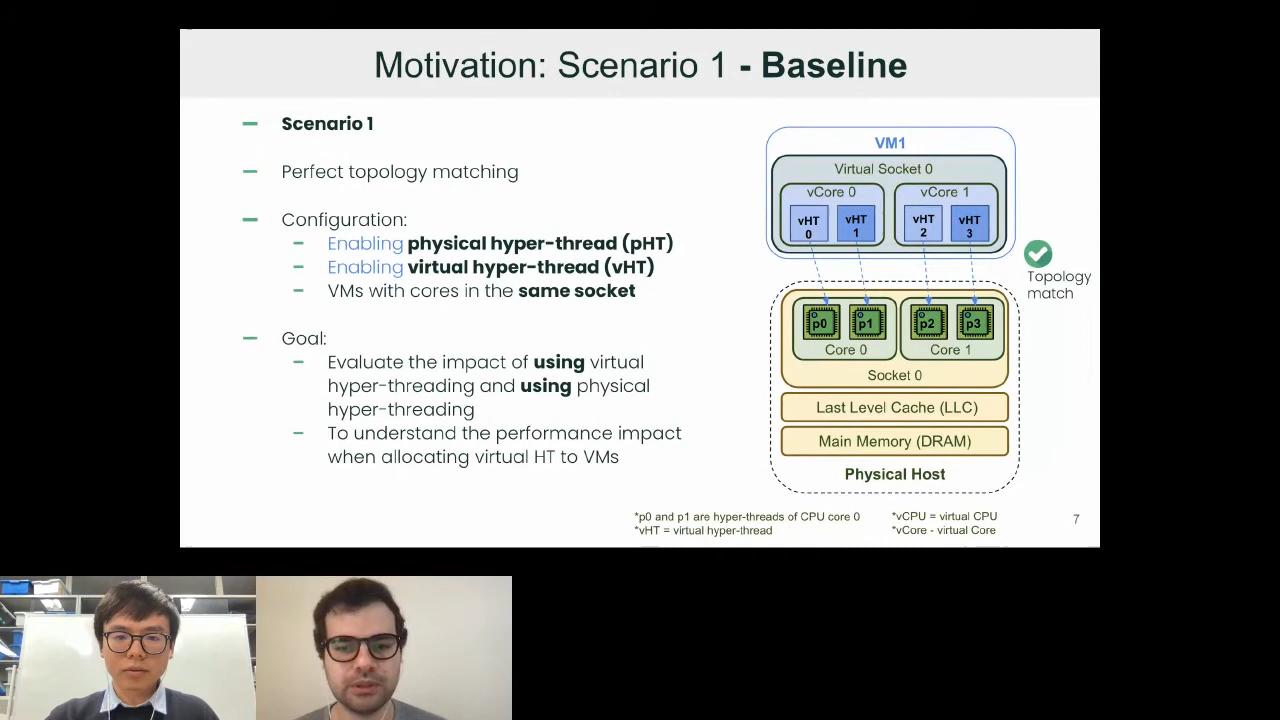 Motivation: Scenario 1 - Baseline
– Scenario 1
– Perfect topology matching
– Configuration:
– Enabling physical hyper-thread (pHT)
– Enabling virtual hyper-thread (vHT)
– VMs with cores in the same socket
– Goal:
– Evaluate the impact of using virtual
hyper-threading and using physical
hyper-threading
– To understand the performance impact
when allocating virtual HT to VMs
VM1
Virtual Socket 0
vCore 0
vCore 1
vHT 0
vHT 1
vHT 2
vHT 3
Topology
match
p0
p1
p2
p3
Core 0
Core 1
Socket 0
Last Level Cache (LLC)
Main Memory (DRAM)
Physical Host
*p0 and p1 are hyper-threads of CPU core 0
*vHT = virtual hyper-thread
*vCPU = virtual CPU
*vCore - virtual Core
7